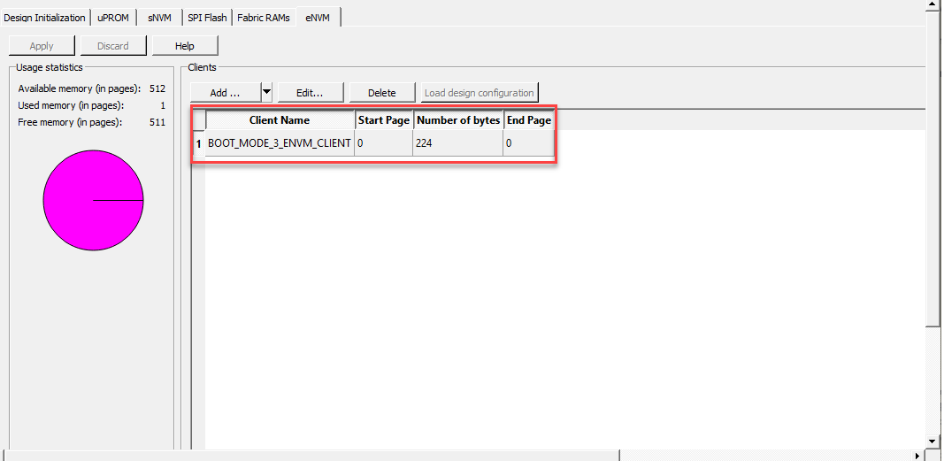 Design Initialization uPROM sNVM SPI Flash Fabric RAMs eNVM
Apply Discard Help
Usage statistics
Available memory (in pages): 512
Used memory (in pages): 1
Free memory (in pages): 511
Clients
Add ... Edit... Delete Load design configuration
Client Name Start Page Number of bytes End Page
1 BOOT_MODE_3_ENVM_CLIENT 0 224 0